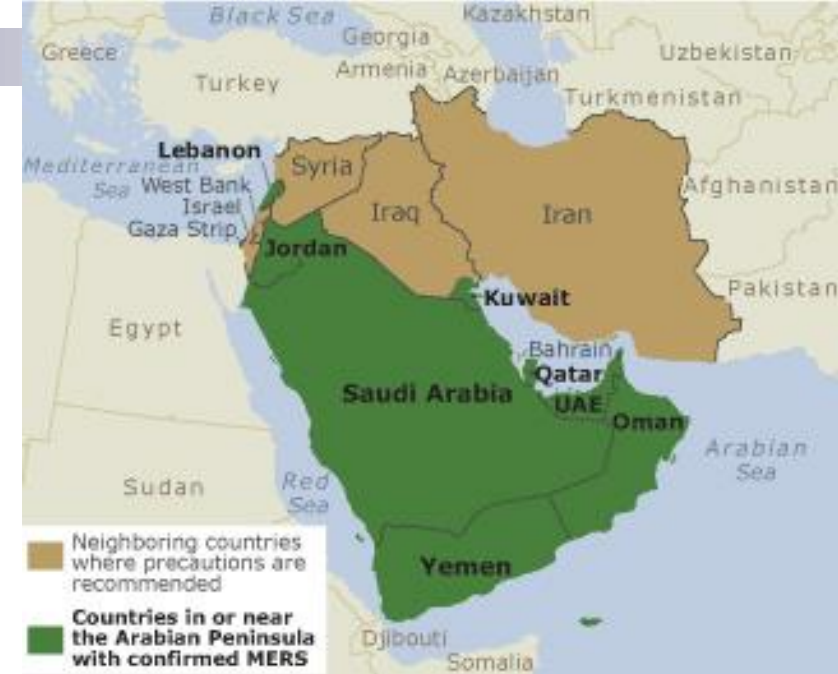 Black Sea
Kazakhstan
Greece
Georgia
Uzbekistan
Turkey
Armenia
Azerbaijan
Turkmenistan
Lebanon
Mediterranean
Sea
Syria
West Bank
Israel
Gaza Strip
Afghanistan
Iraq
Iran
Jordan
Pakistan
Kuwait
Egypt
Bahrain
Qatar
Saudi Arabia
UAE
Oman
Arabian
Sea
Sudan
Red
Sea
Yemen
Neighboring countries
where precautions are
recommended
Countries in or near
the Arabian Peninsula
with confirmed MERS
Djibouti
Somalia